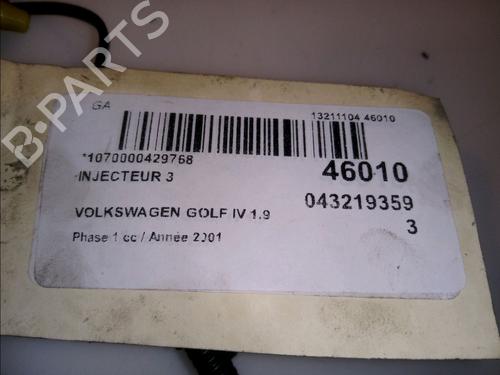 GA
13211104 46010
*1070000429768
46010
INJECTEUR 3
043219359
3
VOLKSWAGEN GOLF IV 1.9
Phase 1 cc / Année 2001
B-PARTS